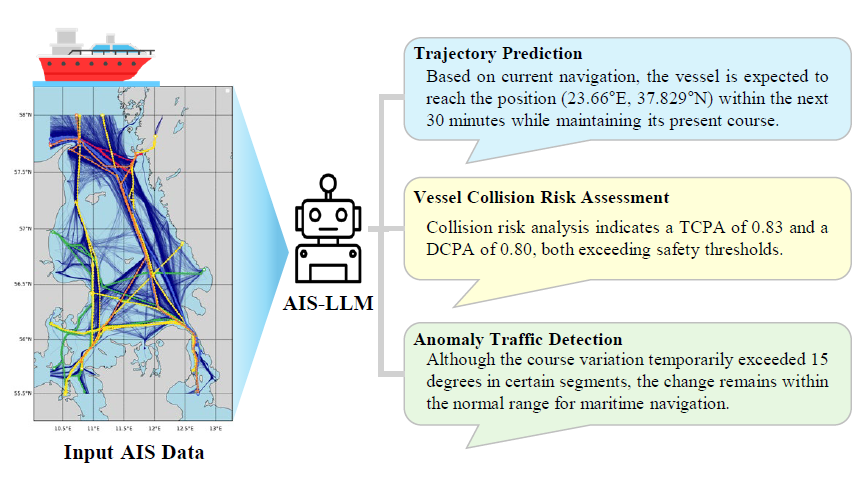 Trajectory Prediction
Based on current navigation, the vessel is expected to
reach the position (23.66°E, 37.829°N) within the next
30 minutes while maintaining its present course.
Vessel Collision Risk Assessment
Collision risk analysis indicates a TCPA of 0.83 and a
DCPA of 0.80, both exceeding safety thresholds.
Anomaly Traffic Detection
Although the course variation temporarily exceeded 15
degrees in certain segments, the change remains within
the normal range for maritime navigation.
AIS-LLM
58°N
57.5°N
57°N
56.5°N
56°N
55.5°N
10.5°E 11°E 11.5°E 12°E 12.5°E 13°E
Input AIS Data